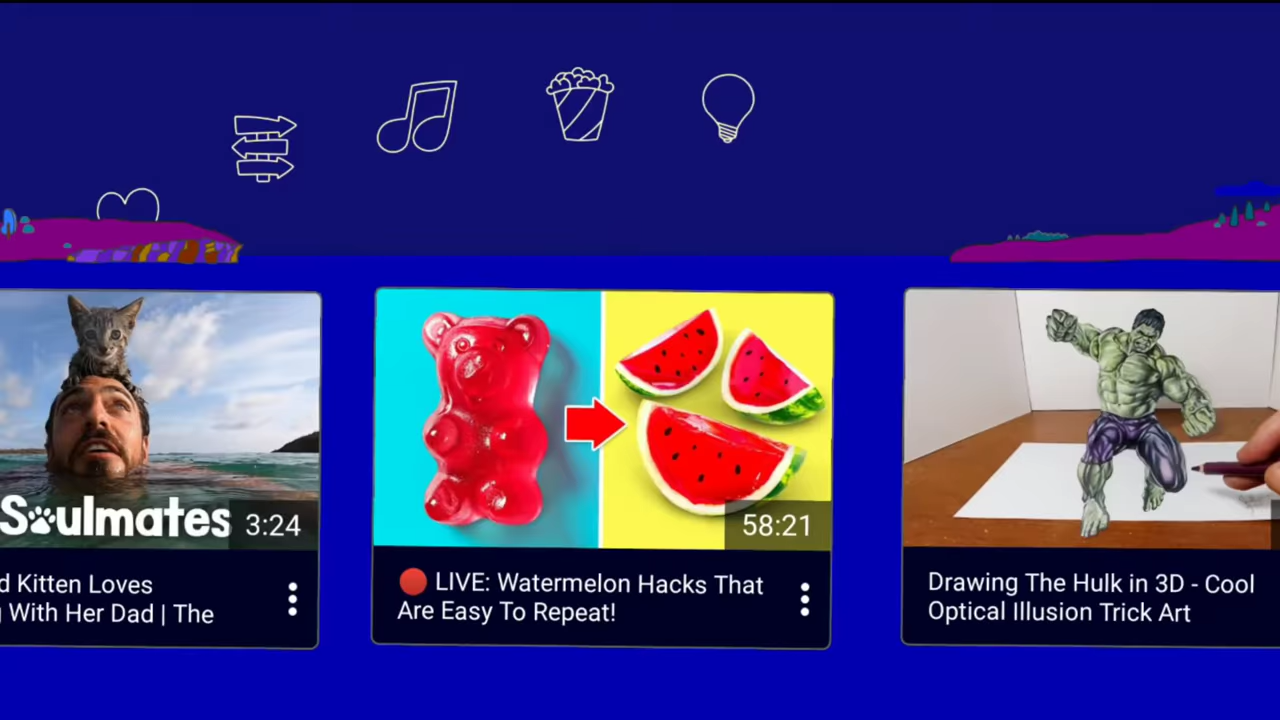 Soulmates
3:24
d Kitten Loves
With Her Dad | The
58:21
LIVE: Watermelon Hacks That
Are Easy To Repeat!
Drawing The Hulk in 3D - Cool
Optical Illusion Trick Art